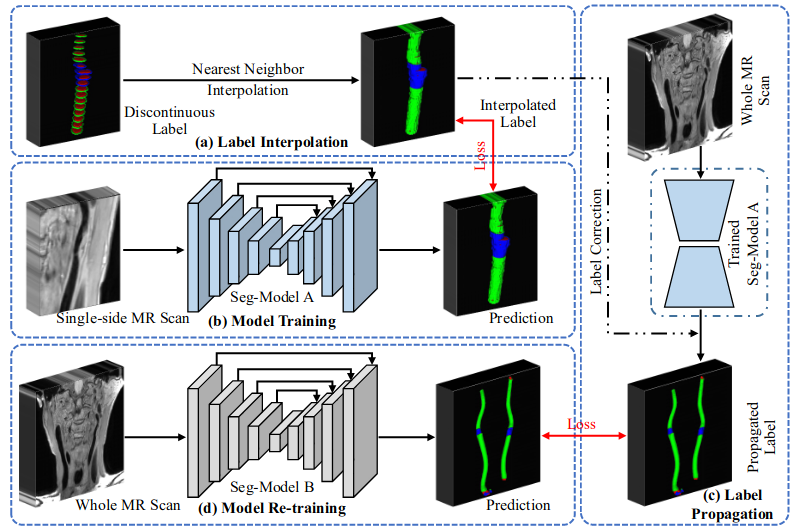 Nearest Neighbor
Interpolation
Discontinuous
Label
Interpolated
Label
(a) Label Interpolation
Loss
Seg-Model A
Single-side MR Scan
(b) Model Training
Prediction
Whole MR
Scan
Trained
Seg-Model A
Label Correction
Propagated
Label
(c) Label
Propagation
Loss
Seg-Model B
Whole MR Scan
(d) Model Re-training
Prediction